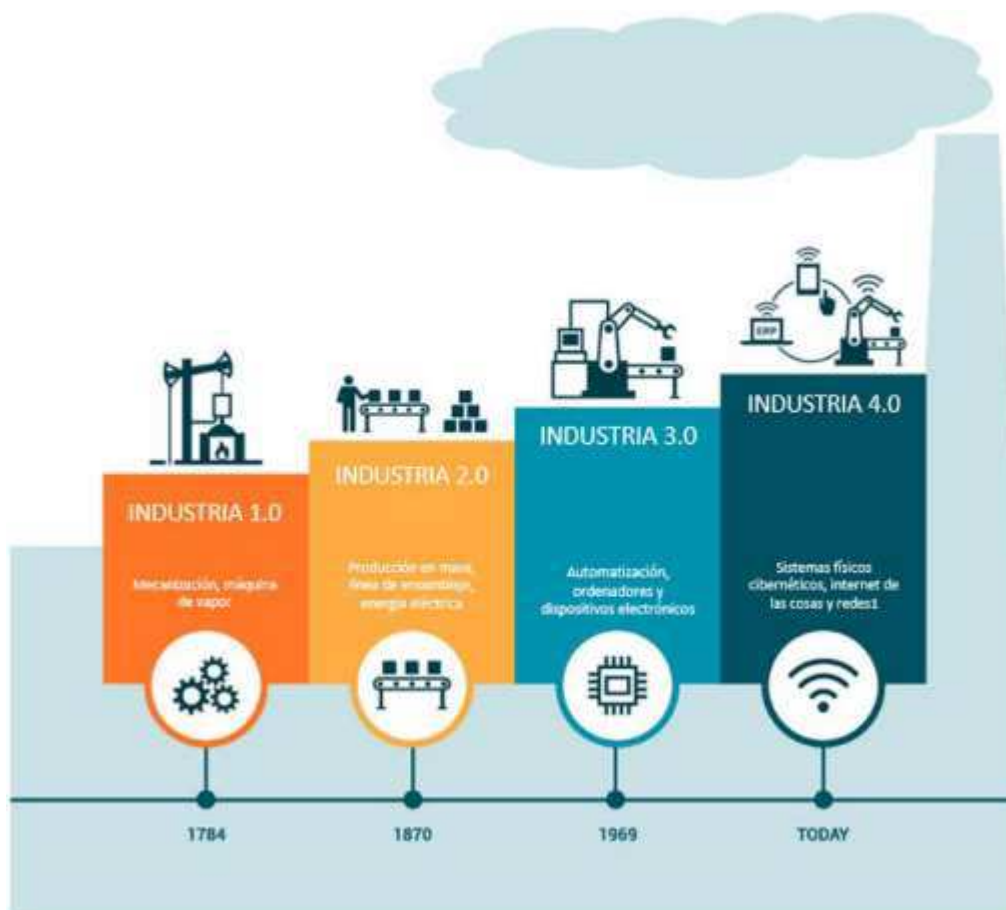 ERP
INDUSTRIA 1.0
Mecanización, máquina
de vapor
INDUSTRIA 2.0
Producción en masa,
línea de ensamblaje,
energía eléctrica
INDUSTRIA 3.0
Automatización,
ordenadores y
dispositivos electrónicos
INDUSTRIA 4.0
Sistemas físicos
cibernéticos, internet de
las cosas y redes1
1784
1870
1969
TODAY